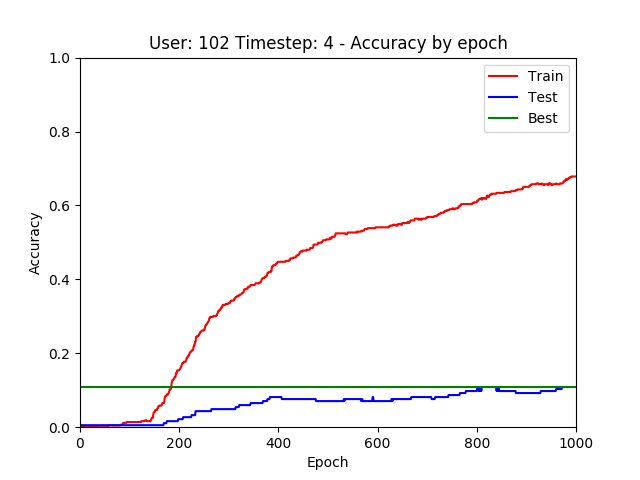 User: 102 Timestep: 4 - Accuracy by epoch
Train
Test
Best
Accuracy
1.0
0.8
0.6
0.4
0.2
0.0
0 200 400 600 800 1000
Epoch